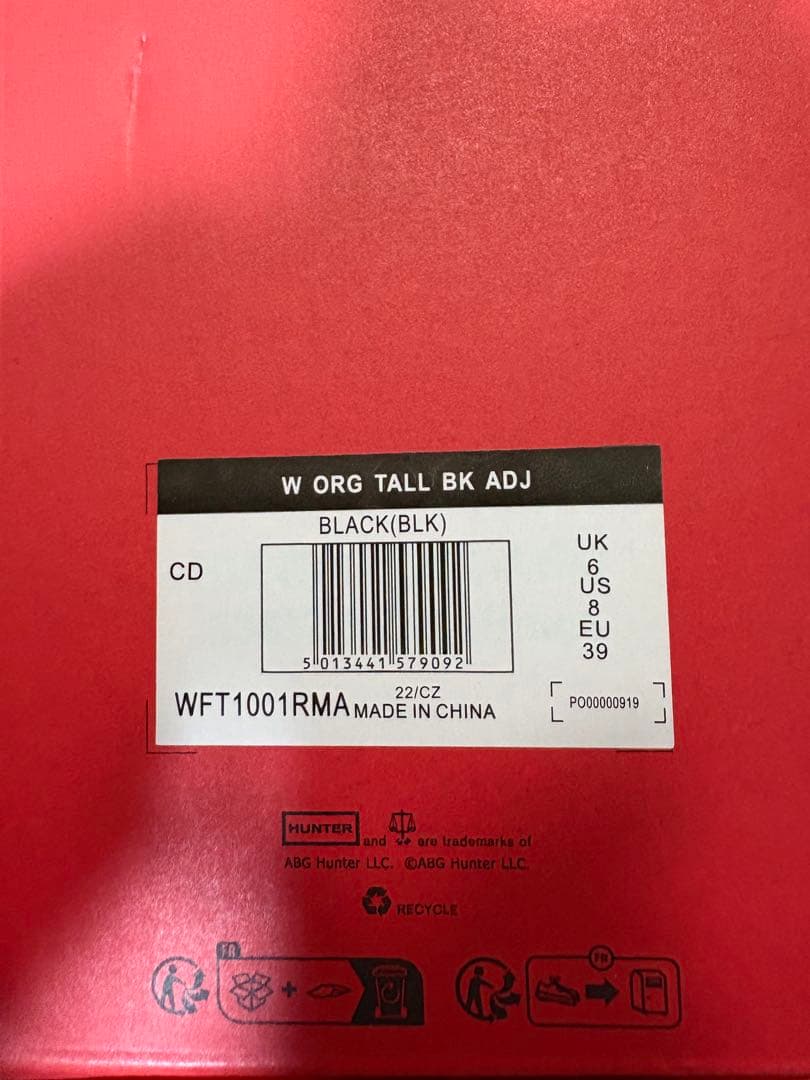 W ORG TALL BK ADJ
BLACK(BLK)
CD
5 013441 579092
UK
6
US
8
EU
39
WFT1001RMA
22/CZ
MADE IN CHINA
PO00000919
HUNTER and are trademarks of
ABG Hunter LLC. ©ABG Hunter LLC.
RECYCLE
FR
FR